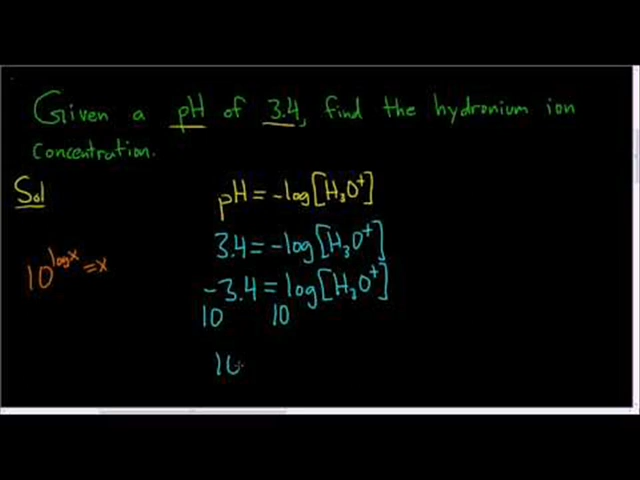 Given a pH of 3.4, find the hydronium ion
concentration.
Sol
pH = -log[H₃O⁺]
3.4 = -log[H₃O⁺]
10^logx = x
-3.4 = log[H₃O⁺]
10 10
10